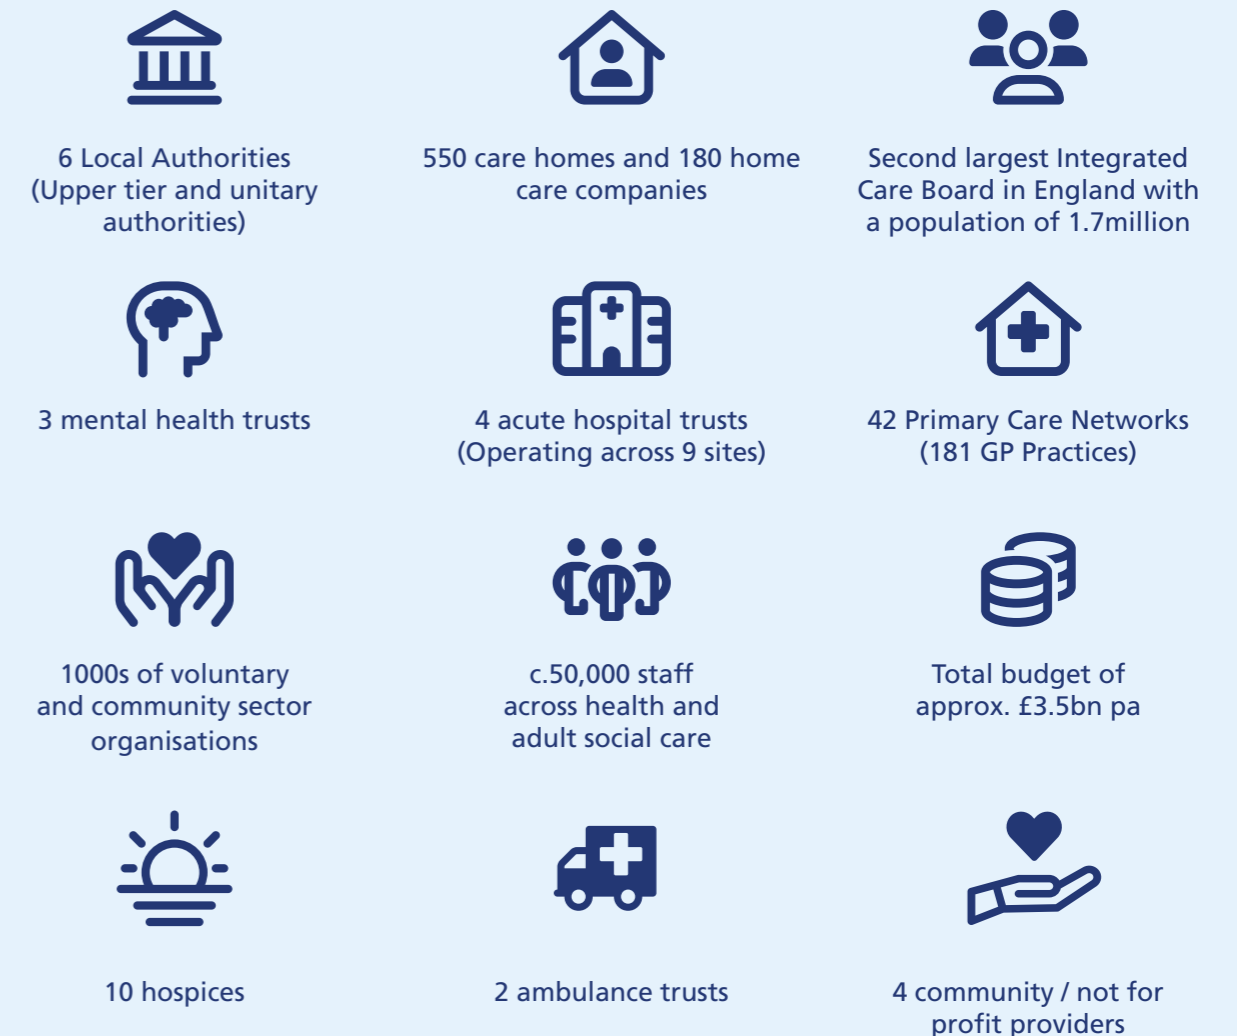 6 Local Authorities
(Upper tier and unitary
authorities)
550 care homes and 180 home
care companies
Second largest Integrated
Care Board in England with
a population of 1.7million
3 mental health trusts
4 acute hospital trusts
(Operating across 9 sites)
42 Primary Care Networks
(181 GP Practices)
1000s of voluntary
and community sector
organisations
c.50,000 staff
across health and
adult social care
Total budget of
approx. £3.5bn pa
10 hospices
2 ambulance trusts
4 community / not for
profit providers